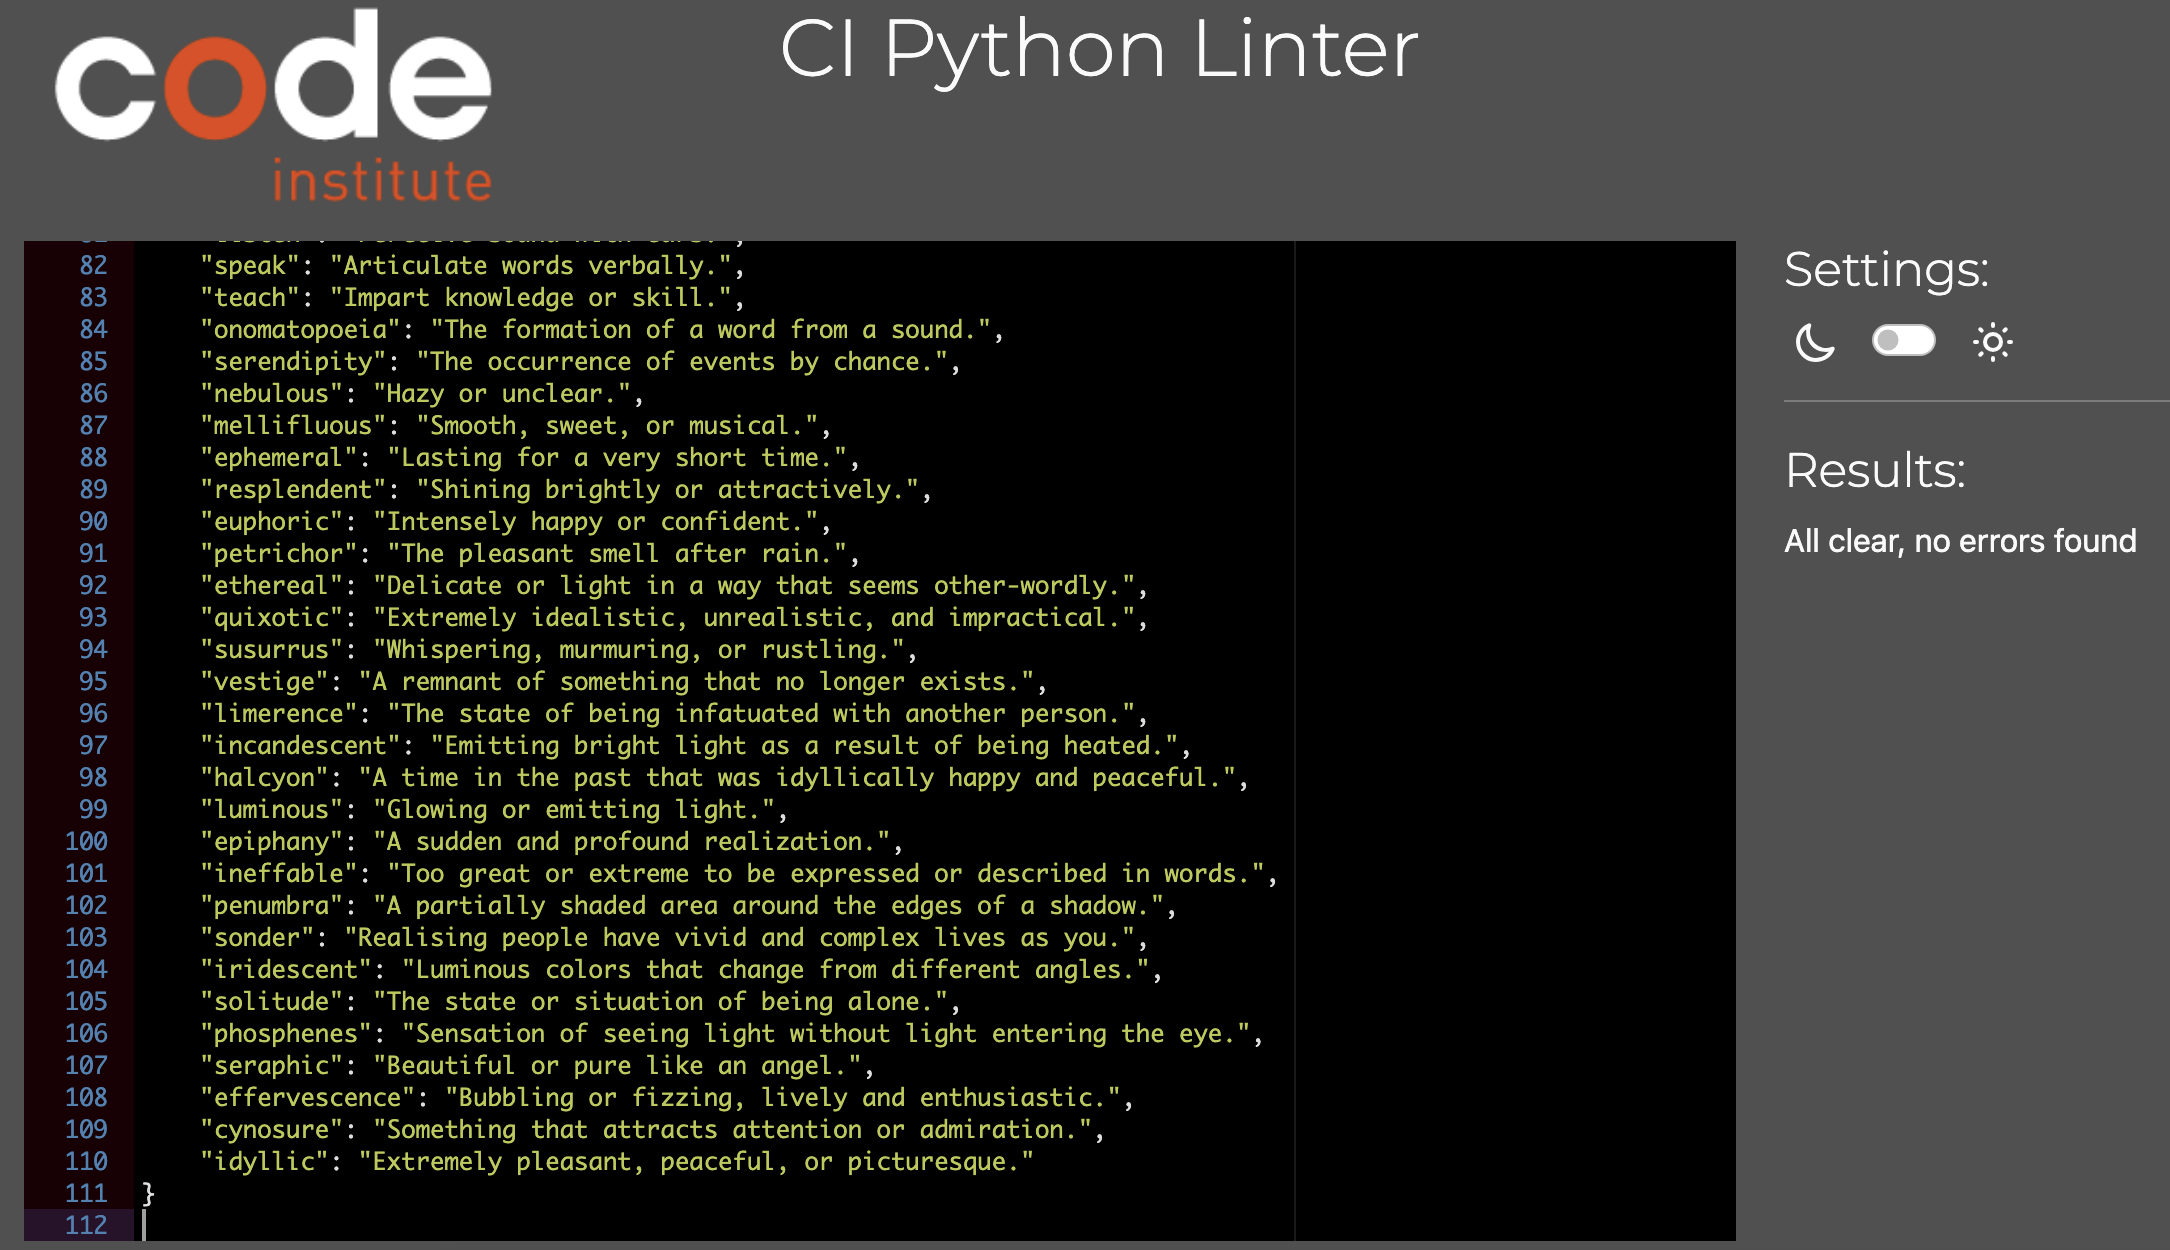 code
institute
CI Python Linter
82 "speak": "Articulate words verbally.",
83 "teach": "Impart knowledge or skill.",
84 "onomatopoeia": "The formation of a word from a sound.",
85 "serendipity": "The occurrence of events by chance.",
86 "nebulous": "Hazy or unclear.",
87 "mellifluous": "Smooth, sweet, or musical.",
88 "ephemeral": "Lasting for a very short time.",
89 "resplendent": "Shining brightly or attractively.",
90 "euphoric": "Intensely happy or confident.",
91 "petrichor": "The pleasant smell after rain.",
92 "ethereal": "Delicate or light in a way that seems other-wordly.",
93 "quixotic": "Extremely idealistic, unrealistic, and impractical.",
94 "susurrus": "Whispering, murmuring, or rustling.",
95 "vestige": "A remnant of something that no longer exists.",
96 "limerence": "The state of being infatuated with another person.",
97 "incandescent": "Emitting bright light as a result of being heated.",
98 "halcyon": "A time in the past that was idyllically happy and peaceful.",
99 "luminous": "Glowing or emitting light.",
100 "epiphany": "A sudden and profound realization.",
101 "ineffable": "Too great or extreme to be expressed or described in words.",
102 "penumbra": "A partially shaded area around the edges of a shadow.",
103 "sonder": "Realising people have vivid and complex lives as you.",
104 "iridescent": "Luminous colors that change from different angles.",
105 "solitude": "The state or situation of being alone.",
106 "phosphenes": "Sensation of seeing light without light entering the eye.",
107 "seraphic": "Beautiful or pure like an angel.",
108 "effervescence": "Bubbling or fizzing, lively and enthusiastic.",
109 "cynosure": "Something that attracts attention or admiration.",
110 "idyllic": "Extremely pleasant, peaceful, or picturesque."
111 }
112
Settings:
Results:
All clear, no errors found